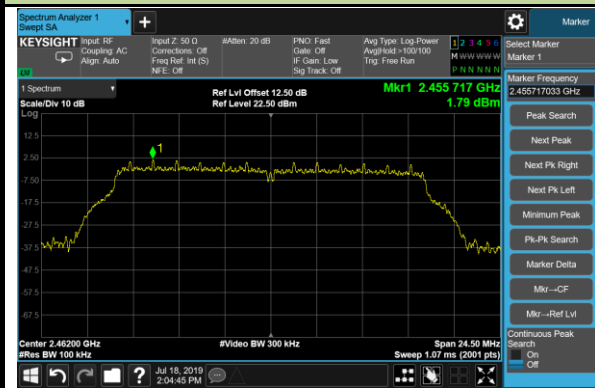 Spectrum Analyzer 1
Swept SA
Marker
KEYSIGHT
Input: RF
Coupling: AC
Align: Auto
Input Z: 50 Ω
Corrections: Off
Freq Ref: Int (S)
NFE: Off
#Atten: 20 dB
PNO: Fast
Gate: Off
IF Gain: Low
Sig Track: Off
Avg Type: Log-Power
Avg|Hold:>100/100
Trig: Free Run
1 2 3 4 5 6
M W W W W W
P N N N N N
Select Marker
Marker 1
Marker Frequency
2.455717033 GHz
1 Spectrum
Scale/Div 10 dB
Log
Ref Lvl Offset 12.50 dB
Ref Level 22.50 dBm
Mkr1 2.455 717 GHz
1.79 dBm
1
12.5
2.50
-7.50
-17.5
-27.5
-37.5
-47.5
-57.5
-67.5
Peak Search
Next Peak
Next Pk Right
Next Pk Left
Minimum Peak
Pk-Pk Search
Marker Delta
Mkr→CF
Mkr→Ref Lvl
Continuous Peak
Search
On
Off
Center 2.46200 GHz
#Res BW 100 kHz
#Video BW 300 kHz
Span 24.50 MHz
Sweep 1.07 ms (2001 pts)
?
Jul 18, 2019
2:04:45 PM